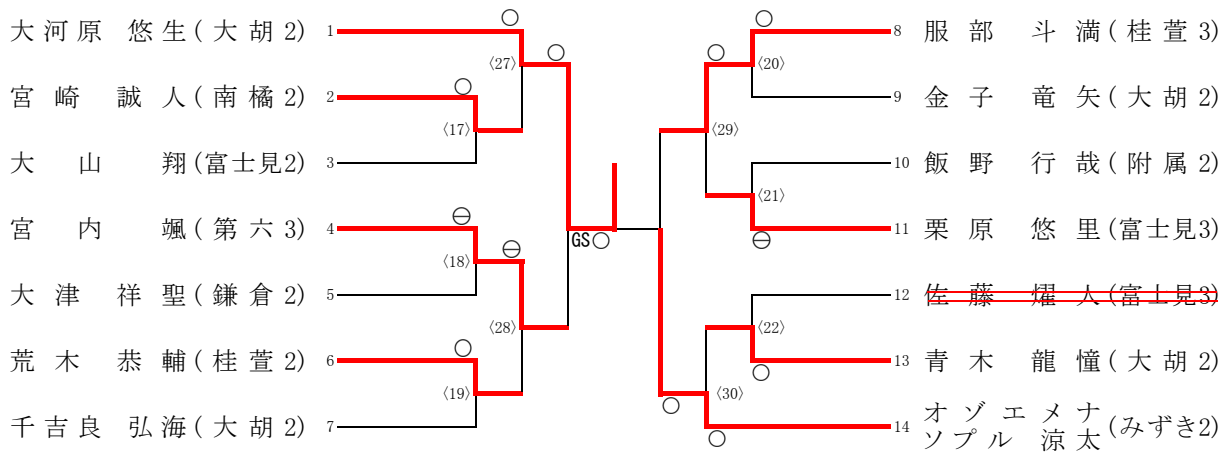 大河原 悠生(大胡2) 1
宮崎 誠人(南橘2) 2
大山 翔(富士見2) 3
宮内 颯(第六3) 4
大津 祥聖(鎌倉2) 5
荒木 恭輔(桂萱2) 6
千吉良 弘海(大胡2) 7
〈27〉
〈17〉
〈18〉
〈28〉
〈19〉
GS
〈20〉
〈29〉
〈21〉
〈22〉
〈30〉
8 服部 斗満(桂萱3)
9 金子 竜矢(大胡2)
10 飯野 行哉(附属2)
11 栗原 悠里(富士見3)
12 佐藤 燿人(富士見3)
13 青木 龍憧(大胡2)
14 オゾエメナ
ソプル 涼太(みずき2)